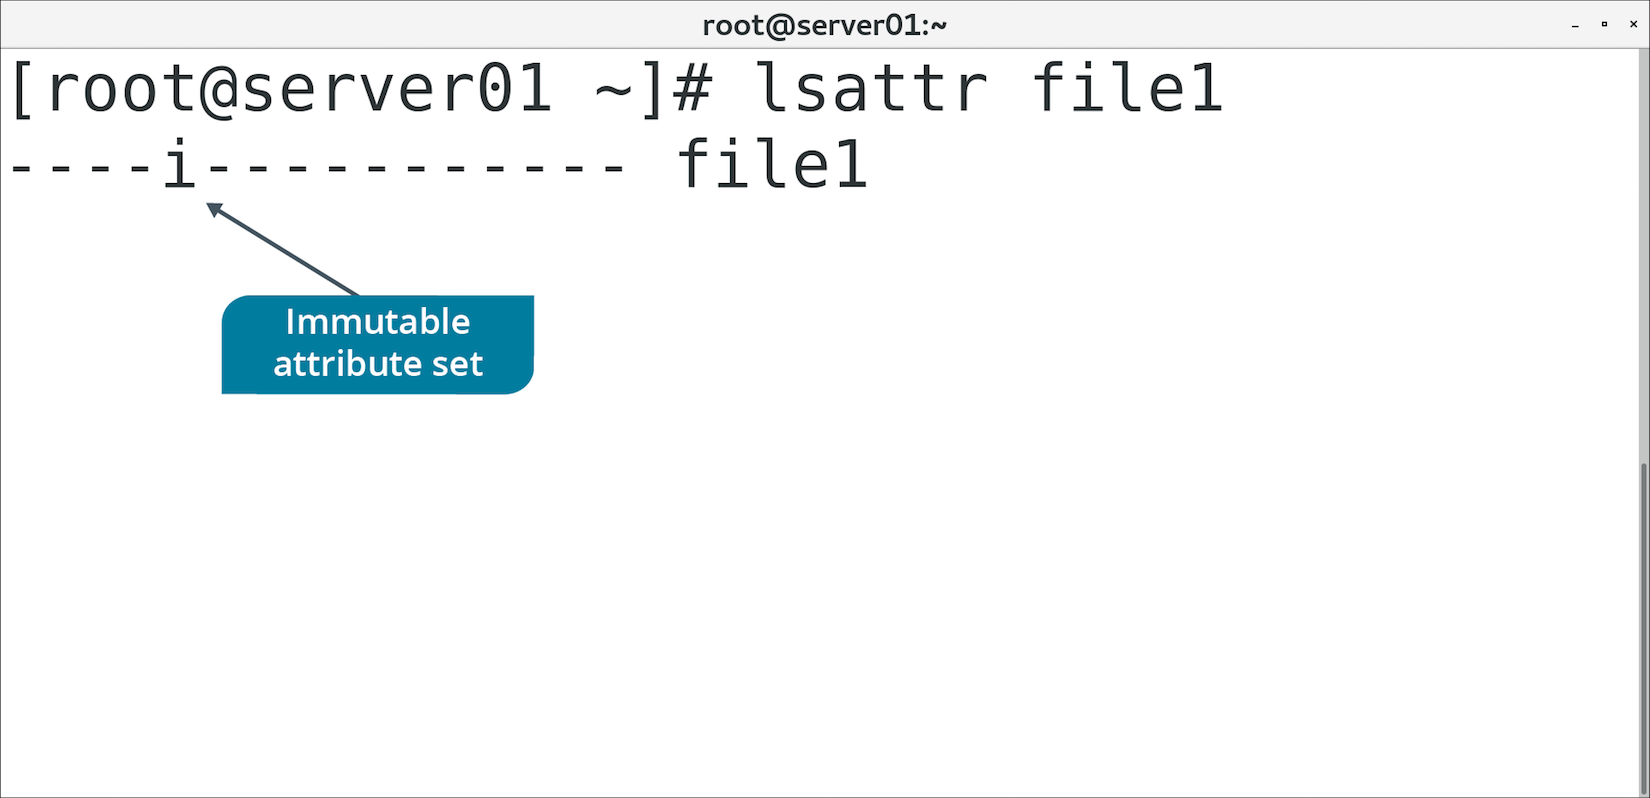 root@server01:~
[root@server01 ~]# lsattr file1
----i----------- file1
Immutable
attribute set